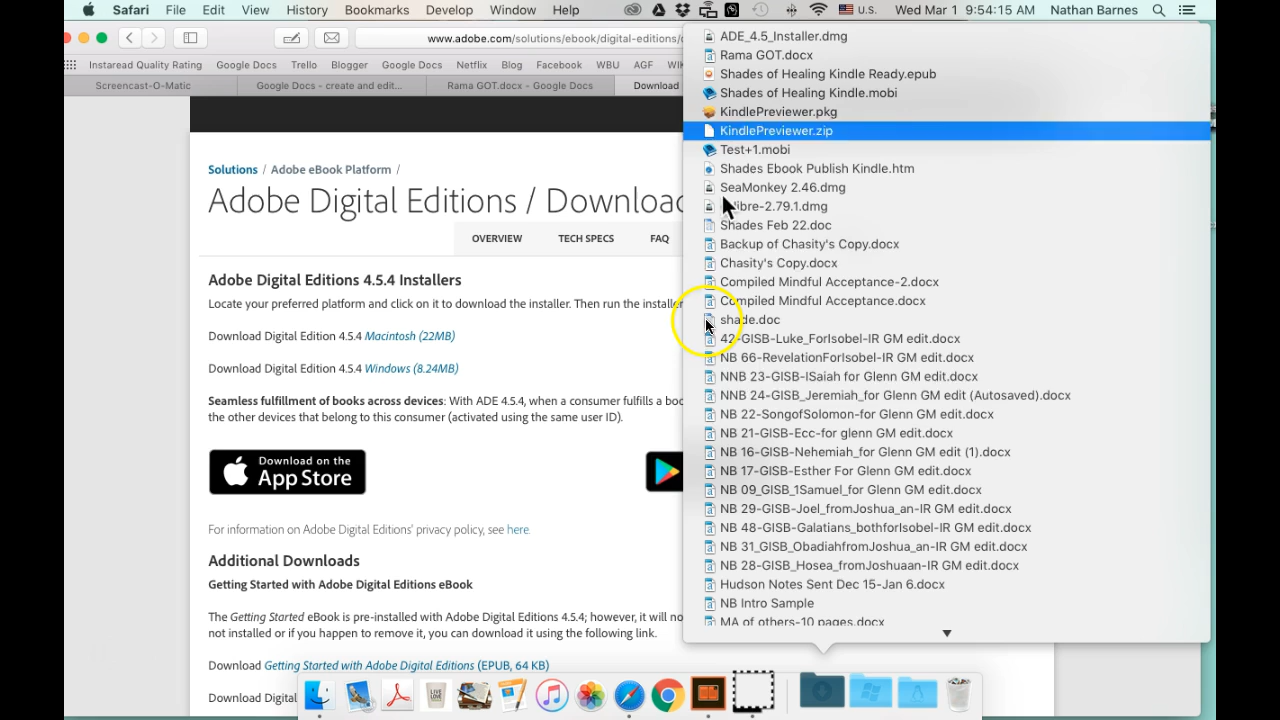 Safari File Edit View History Bookmarks Develop Window Help U.S. Wed Mar 1 9:54:15 AM Nathan Barnes
www.adobe.com/solutions/ebook/digital-editions/
Instaread Quality Rating Google Docs Trello Blogger Google Docs Netflix Blog Facebook WBU AGF
Screencast-O-Matic Google Docs - create and edit... Rama GOT.docx - Google Docs Download
Solutions / Adobe eBook Platform /
Adobe Digital Editions / Downloa
OVERVIEW TECH SPECS FAQ
Adobe Digital Editions 4.5.4 Installers
Locate your preferred platform and click on it to download the installer. Then run the installe
Download Digital Edition 4.5.4 Macintosh (22MB)
Download Digital Edition 4.5.4 Windows (8.24MB)
Seamless fulfillment of books across devices: With ADE 4.5.4, when a consumer fulfills a boo
the other devices that belong to this consumer (activated using the same user ID).
Download on the
App Store
For information on Adobe Digital Editions' privacy policy, see here.
Additional Downloads
Getting Started with Adobe Digital Editions eBook
The Getting Started eBook is pre-installed with Adobe Digital Editions 4.5.4; however, it will no
not installed or if you happen to remove it, you can download it using the following link.
Download Getting Started with Adobe Digital Editions (EPUB, 64 KB)
Download Digital
ADE_4.5_Installer.dmg
Rama GOT.docx
Shades of Healing Kindle Ready.epub
Shades of Healing Kindle.mobi
KindlePreviewer.pkg
KindlePreviewer.zip
Test+1.mobi
Shades Ebook Publish Kindle.htm
SeaMonkey 2.46.dmg
libre-2.79.1.dmg
Shades Feb 22.doc
Backup of Chasity's Copy.docx
Chasity's Copy.docx
Compiled Mindful Acceptance-2.docx
Compiled Mindful Acceptance.docx
shade.doc
42-GISB-Luke_ForIsobel-IR GM edit.docx
NB 66-RevelationForIsobel-IR GM edit.docx
NNB 23-GISB-ISaiah for Glenn GM edit.docx
NNB 24-GISB_Jeremiah_for Glenn GM edit (Autosaved).docx
NB 22-SongofSolomon-for Glenn GM edit.docx
NB 21-GISB-Ecc-for glenn GM edit.docx
NB 16-GISB-Nehemiah_for Glenn GM edit (1).docx
NB 17-GISB-Esther For Glenn GM edit.docx
NB 09_GISB_1Samuel_for Glenn GM edit.docx
NB 29-GISB-Joel_fromJoshua_an-IR GM edit.docx
NB 48-GISB-Galatians_bothforIsobel-IR GM edit.docx
NB 31_GISB_ObadiahfromJoshua_an-IR GM edit.docx
NB 28-GISB_Hosea_fromJoshuaan-IR GM edit.docx
Hudson Notes Sent Dec 15-Jan 6.docx
NB Intro Sample
MA of others-10 pages.docx